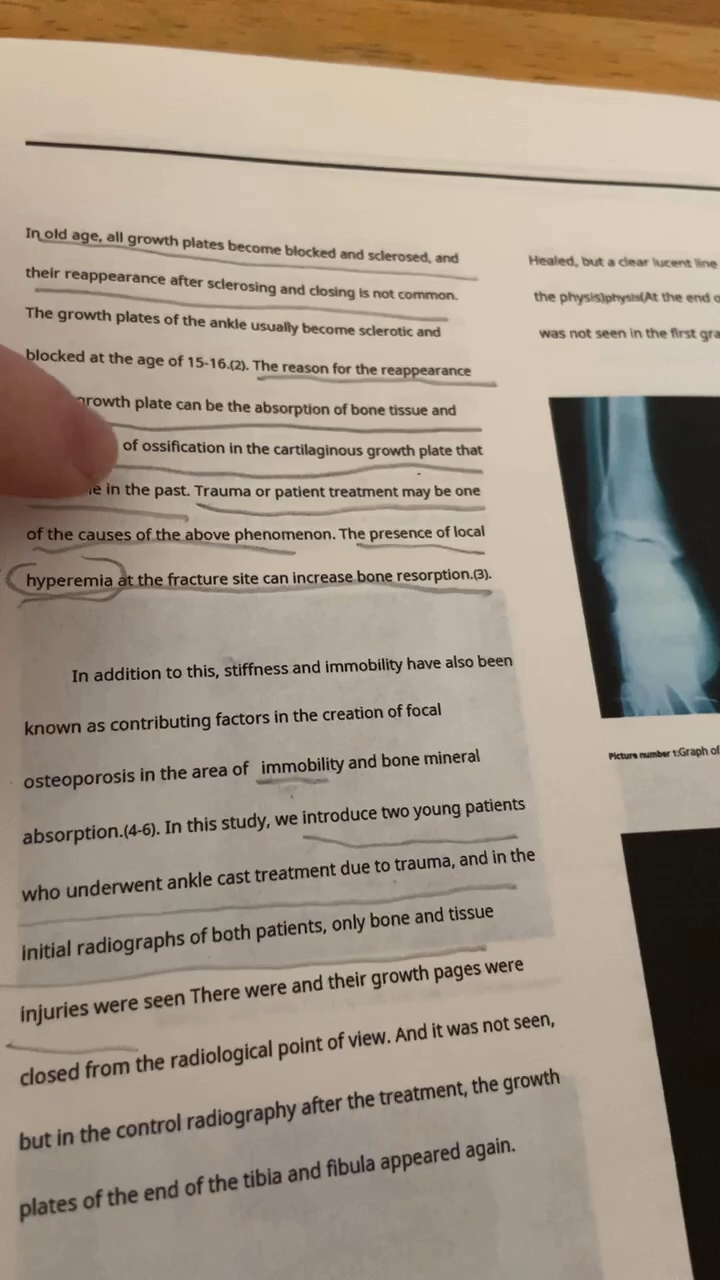 In old age, all growth plates become blocked and sclerosed, and
their reappearance after sclerosing and closing is not common.
The growth plates of the ankle usually become sclerotic and
blocked at the age of 15-16.(2). The reason for the reappearance
growth plate can be the absorption of bone tissue and
of ossification in the cartilaginous growth plate that
in the past. Trauma or patient treatment may be one
of the causes of the above phenomenon. The presence of local
hyperemia at the fracture site can increase bone resorption.(3).
In addition to this, stiffness and immobility have also been
known as contributing factors in the creation of focal
osteoporosis in the area of immobility and bone mineral
absorption.(4-6). In this study, we introduce two young patients
who underwent ankle cast treatment due to trauma, and in the
initial radiographs of both patients, only bone and tissue
injuries were seen There were and their growth pages were
closed from the radiological point of view. And it was not seen,
but in the control radiography after the treatment, the growth
plates of the end of the tibia and fibula appeared again.
Healed, but a clear lucent line
the physis)physis(At the end
was not seen in the first
Picture number 1:Graph of